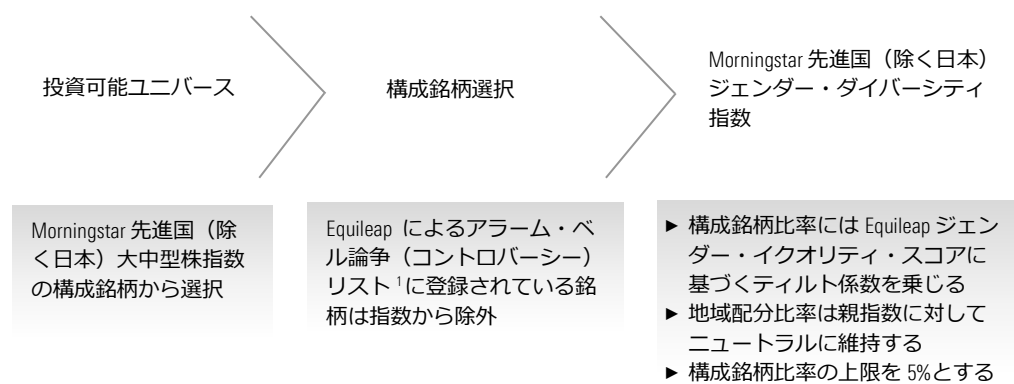 投資可能ユニバース
構成銘柄選択
Morningstar 先進国（除く日本）
ジェンダー・ダイバーシティ
指数
Morningstar 先進国（除
く日本）大中型株指数
の構成銘柄から選択
Equileap によるアラーム・ベ
ル論争（コントロバーシー）
リスト¹に登録されている銘
柄は指数から除外
► 構成銘柄比率には Equileap ジェン
ダー・イクオリティ・スコアに
基づくティルト係数を乗じる
► 地域配分比率は親指数に対して
ニュートラルに維持する
► 構成銘柄比率の上限を 5%とする